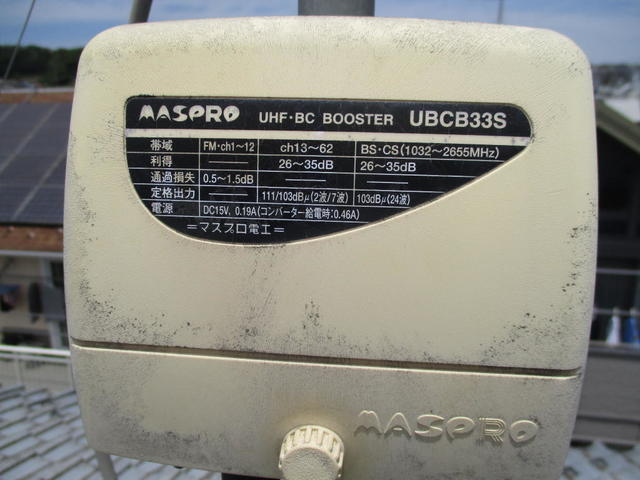 MASPRO UHF・BC BOOSTER UBCB33S
帯域 FM・ch1~12 ch13~62 BS・CS(1032~2655MHz)
利得 ——— 26~35dB 26~35dB
通過損失 0.5~1.5dB ——— ———
定格出力 ——— 111/103dBμ(2波/7波) 103dBμ(24波)
電源 DC15V, 0.19A(コンバーター給電時:0.46A)
=マスプロ電工=
MASPRO